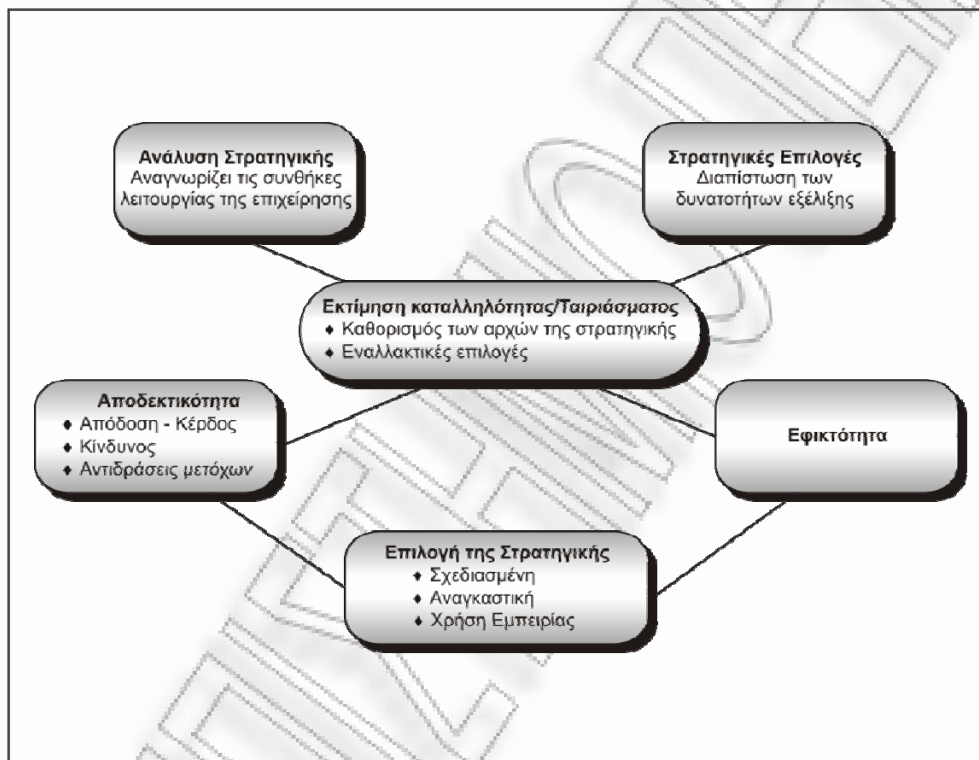 Ανάλυση Στρατηγικής
Αναγνωρίζει τις συνθήκες
λειτουργίας της επιχείρησης
Στρατηγικές Επιλογές
Διαπίστωση των
δυνατοτήτων εξέλιξης
Εκτίμηση καταλληλότητας/Ταιριάσματος
♦ Καθορισμός των αρχών της στρατηγικής
♦ Εναλλακτικές επιλογές
Αποδεκτικότητα
♦ Απόδοση - Κέρδος
♦ Κίνδυνος
♦ Αντιδράσεις μετόχων
Εφικτότητα
Επιλογή της Στρατηγικής
♦ Σχεδιασμένη
♦ Αναγκαστική
♦ Χρήση Εμπειρίας